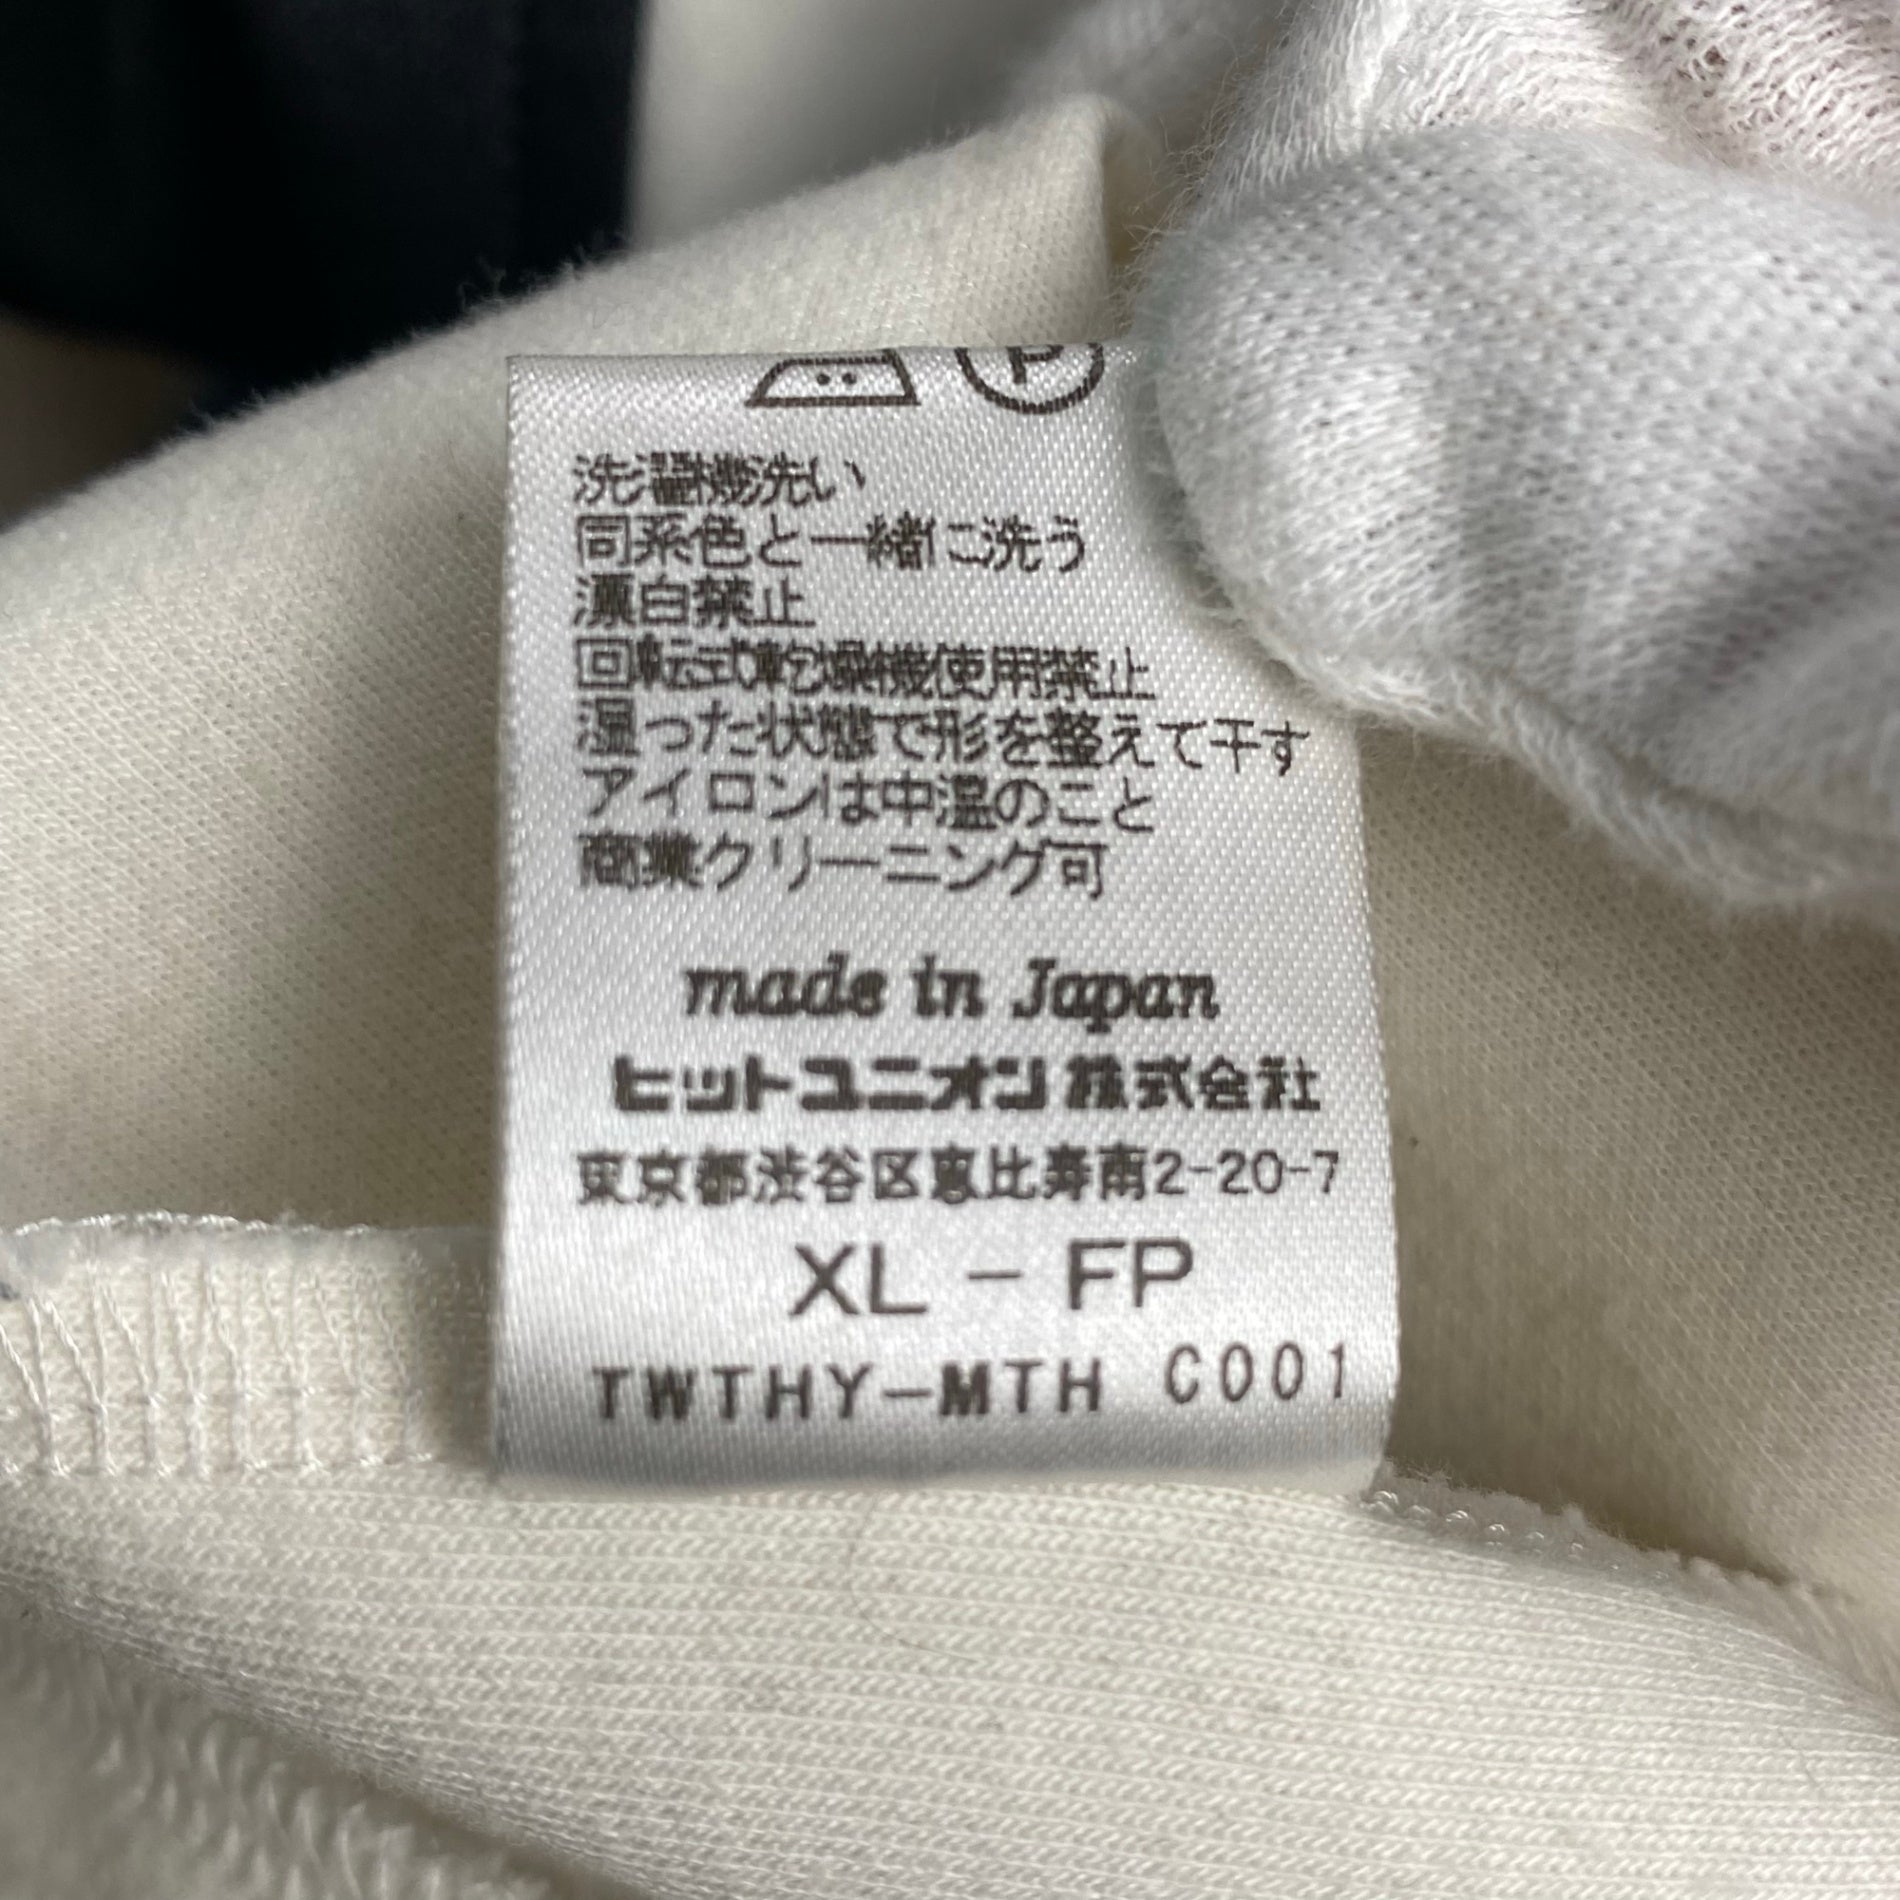 P
洗濯機洗い
同系色と一緒に洗う
漂白禁止
回転式乾燥機使用禁止
湿った状態で形を整えて干す
アイロンは中温のこと
商業クリーニング可
made in Japan
ヒットユニオン株式会社
東京都渋谷区恵比寿南2-20-7
XL - FP
TWTHY-MTH C001